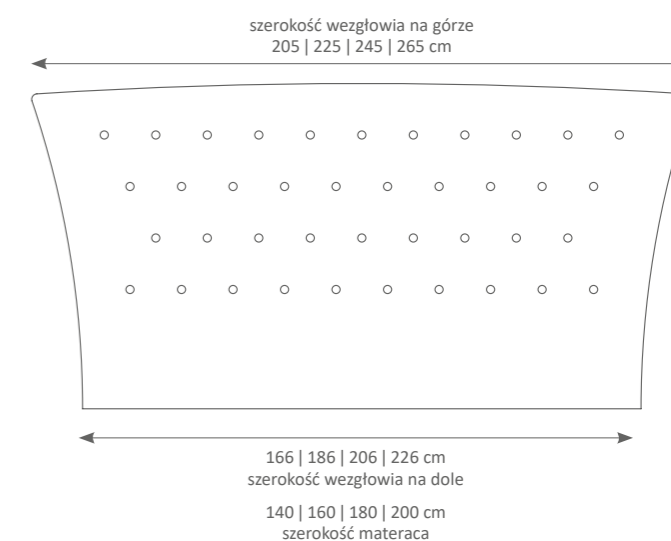 szerokość wezgłowia na górze
205 | 225 | 245 | 265 cm
166 | 186 | 206 | 226 cm
szerokość wezgłowia na dole
140 | 160 | 180 | 200 cm
szerokość materaca